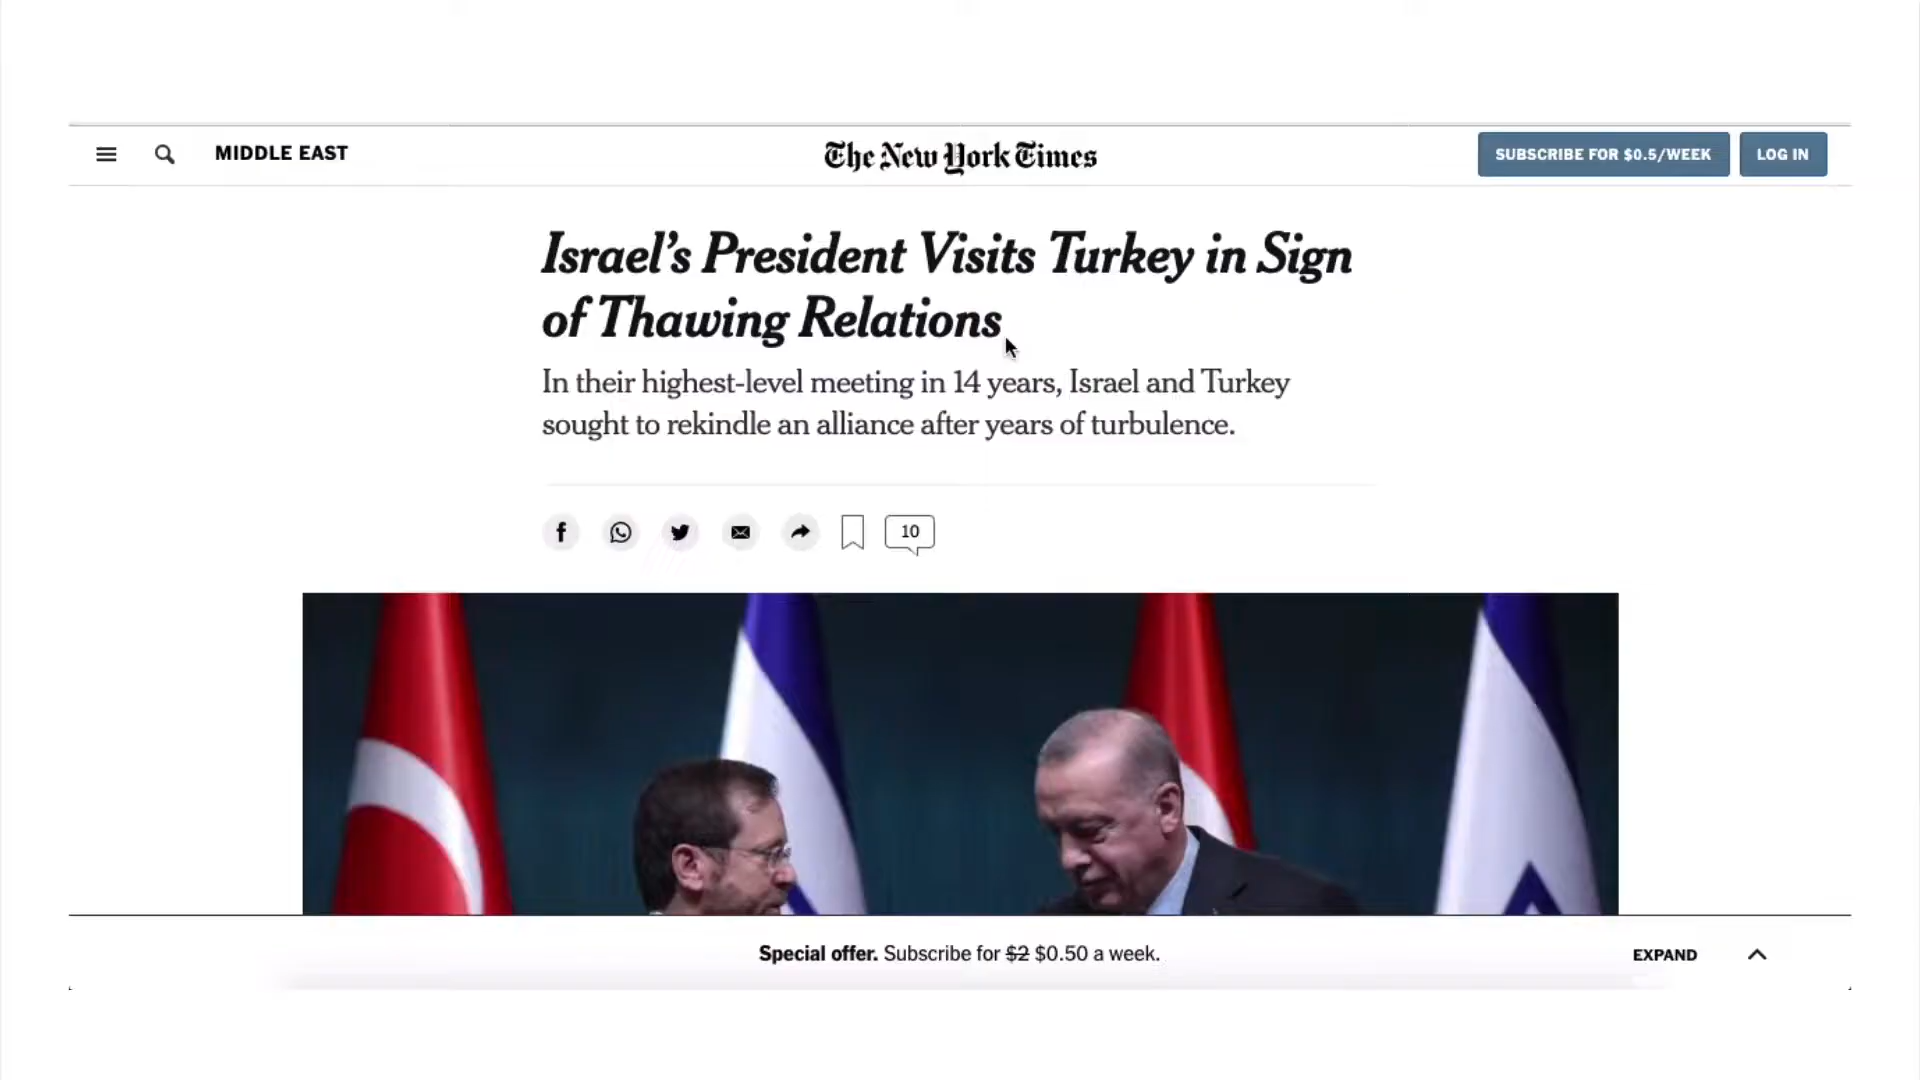 MIDDLE EAST
The New York Times
SUBSCRIBE FOR $0.5/WEEK
LOG IN
Israel's President Visits Turkey in Sign
of Thawing Relations
In their highest-level meeting in 14 years, Israel and Turkey
sought to rekindle an alliance after years of turbulence.
f
10
Special offer. Subscribe for $2 $0.50 a week.
EXPAND